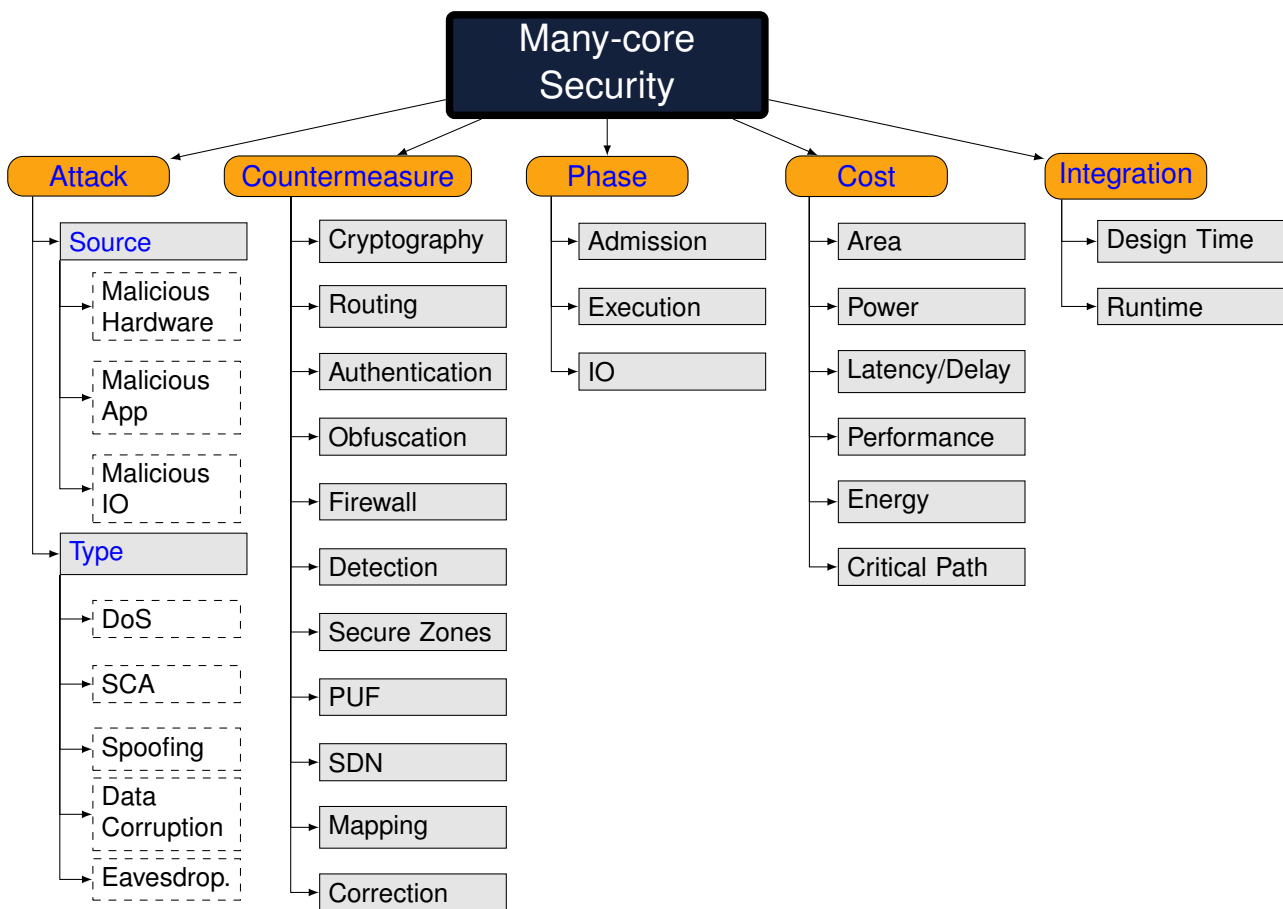 Many-core
Security
Attack
Source
Malicious
Hardware
Malicious
App
Malicious
IO
Type
DoS
SCA
Spoofing
Data
Corruption
Eavesdrop.
Countermeasure
Cryptography
Routing
Authentication
Obfuscation
Firewall
Detection
Secure Zones
PUF
SDN
Mapping
Correction
Phase
Admission
Execution
IO
Cost
Area
Power
Latency/Delay
Performance
Energy
Critical Path
Integration
Design Time
Runtime